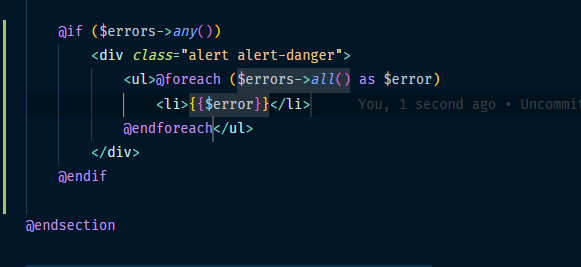 @if ($errors->any())
<div class="alert alert-danger">
<ul>@foreach ($errors->all() as $error)
<li>{{$error}}</li> You, 1 second ago • Uncommit
@endforeach</ul>
</div>
@endif
@endsection